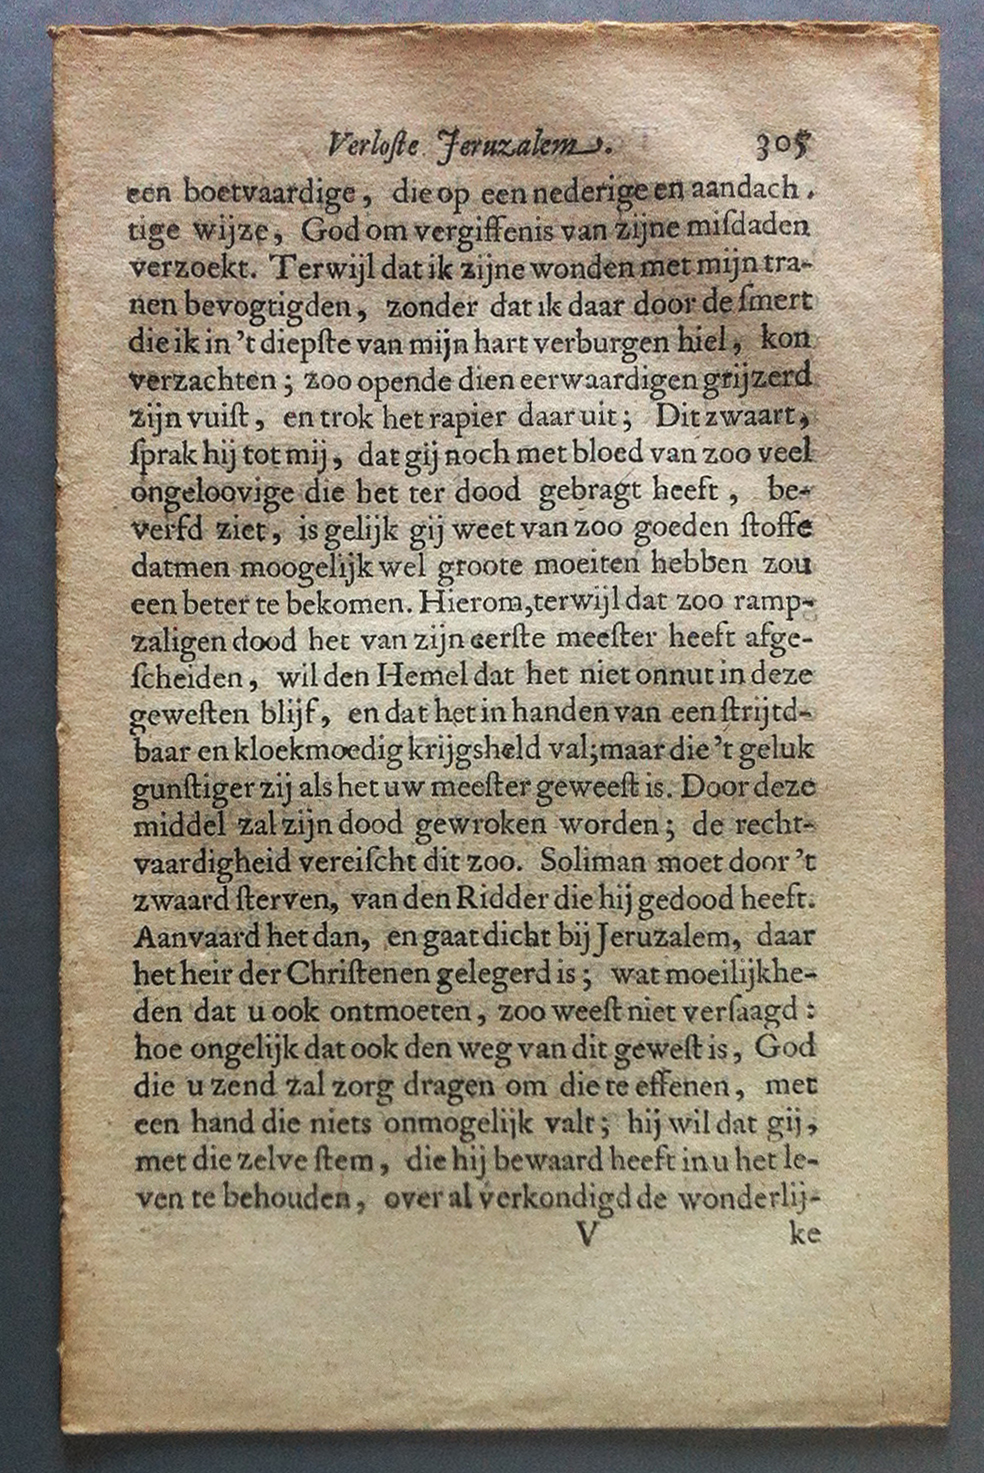 Verloſte Jeruzalem. 305
een boetvaardige, die op een nederige en aandach.
tige wijze, God om vergiffenis van zijne miſdaden
verzoekt. Terwijl dat ik zijne wonden met mijn tra-
nen bevogtigden, zonder dat ik daar door de ſmert
die ik in 't diepſte van mijn hart verburgen hiel, kon
verzachten; zoo opende dien eerwaardigen grijzerd
zijn vuiſt, en trok het rapier daar uit; Dit zwaart,
ſprak hij tot mij, dat gij noch met bloed van zoo veel
ongeloovige die het ter dood gebragt heeft, be-
verfd ziet, is gelijk gij weet van zoo goeden ſtoffe
datmen moogelijk wel groote moeiten hebben zou
een beter te bekomen. Hierom, terwijl dat zoo ramp-
zaligen dood het van zijn eerſte meeſter heeft afge-
ſcheiden, wil den Hemel dat het niet onnut in deze
geweſten blijf, en dat het in handen van een ſtrijtd-
baar en kloekmoedig krijgsheld val; maar die 't geluk
gunſtiger zij als het uw meeſter geweeſt is. Door deze
middel zal zijn dood gewroken worden; de recht-
vaardigheid vereiſcht dit zoo. Soliman moet door 't
zwaard ſterven, van den Ridder die hij gedood heeft.
Aanvaard het dan, en gaat dicht bij Jeruzalem, daar
het heir der Chriſtenen gelegerd is; wat moeilijkhe-
den dat u ook ontmoeten, zoo weeſt niet verſaagd:
hoe ongelijk dat ook den weg van dit geweſt is, God
die u zend zal zorg dragen om die te effenen, met
een hand die niets onmogelijk valt; hij wil dat gij,
met die zelve ſtem, die hij bewaard heeft in u het le-
ven te behouden, over al verkondigd de wonderlij-
V ke